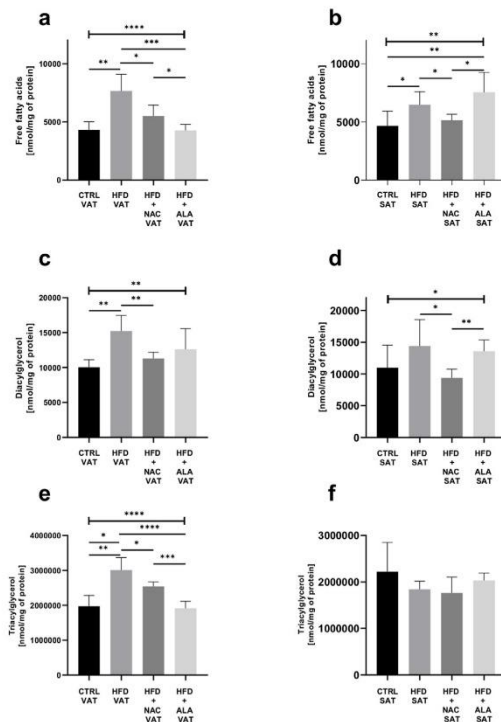 a
****
***
** *
*
Free fatty acids
[nmol/mg of protein]
10000
5000
0
CTRL VAT
HFD VAT
HFD + NAC VAT
HFD + ALA VAT
b
**
**
*
* *
Free fatty acids
[nmol/mg of protein]
10000
5000
0
CTRL SAT
HFD SAT
HFD + NAC SAT
HFD + ALA SAT
c
**
** **
Diacylglycerol
[nmol/mg of protein]
20000
15000
10000
5000
0
CTRL VAT
HFD VAT
HFD + NAC VAT
HFD + ALA VAT
d
*
*
**
Diacylglycerol
[nmol/mg of protein]
20000
15000
10000
5000
0
CTRL SAT
HFD SAT
HFD + NAC SAT
HFD + ALA SAT
e
****
* ****
** *
***
Triacylglycerol
[nmol/mg of protein]
4000000
3000000
2000000
1000000
0
CTRL VAT
HFD VAT
HFD + NAC VAT
HFD + ALA VAT
f
Triacylglycerol
[nmol/mg of protein]
3000000
2000000
1000000
0
CTRL SAT
HFD SAT
HFD + NAC SAT
HFD + ALA SAT